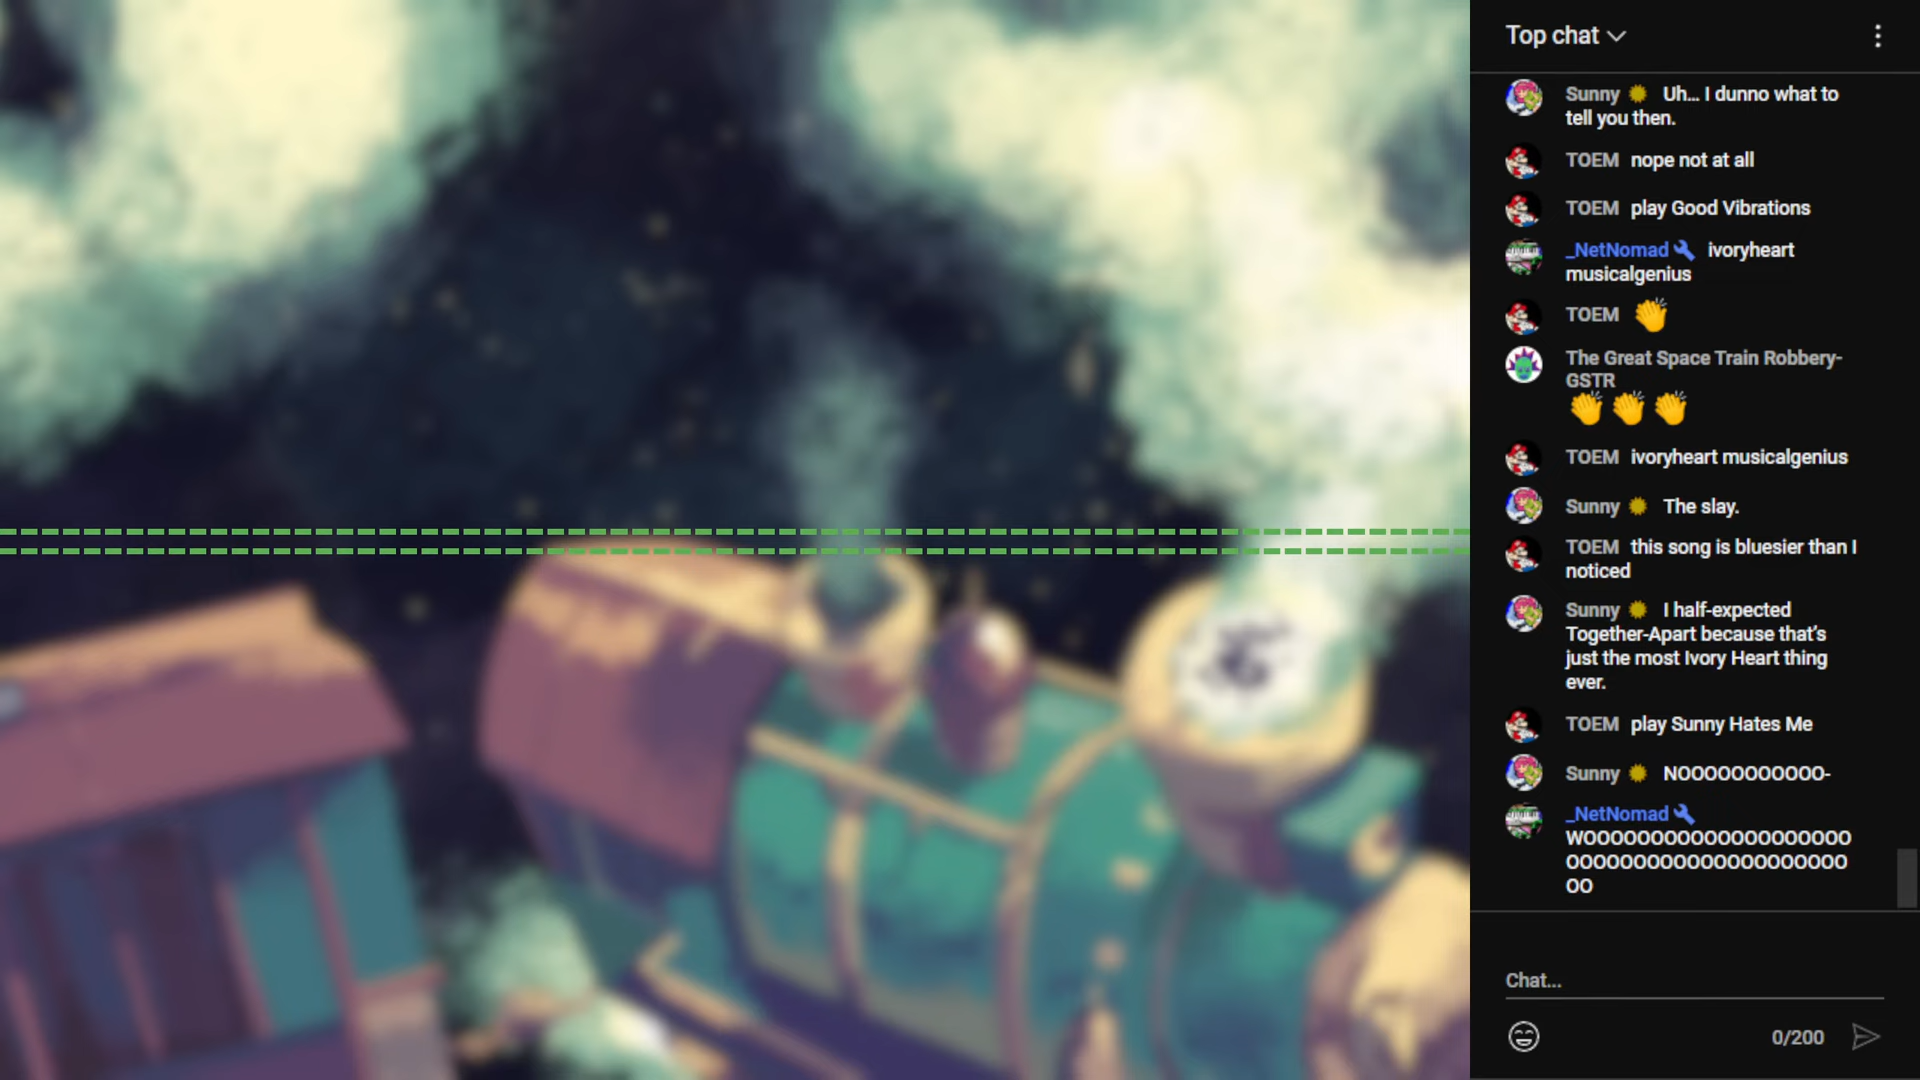 Top chat
Sunny Uh... I dunno what to
tell you then.
TOEM nope not at all
TOEM play Good Vibrations
_NetNomad ivoryheart
musicalgenius
TOEM
The Great Space Train Robbery-
GSTR
TOEM ivoryheart musicalgenius
Sunny The slay.
TOEM this song is bluesier than I
noticed
Sunny I half-expected
Together-Apart because that's
just the most Ivory Heart thing
ever.
TOEM play Sunny Hates Me
Sunny NOOOOOOOOOOO-
_NetNomad
WOOOOOOOOOOOOOOOOOOO
OOOOOOOOOOOOOOOOOOOOO
OO
Chat...
0/200